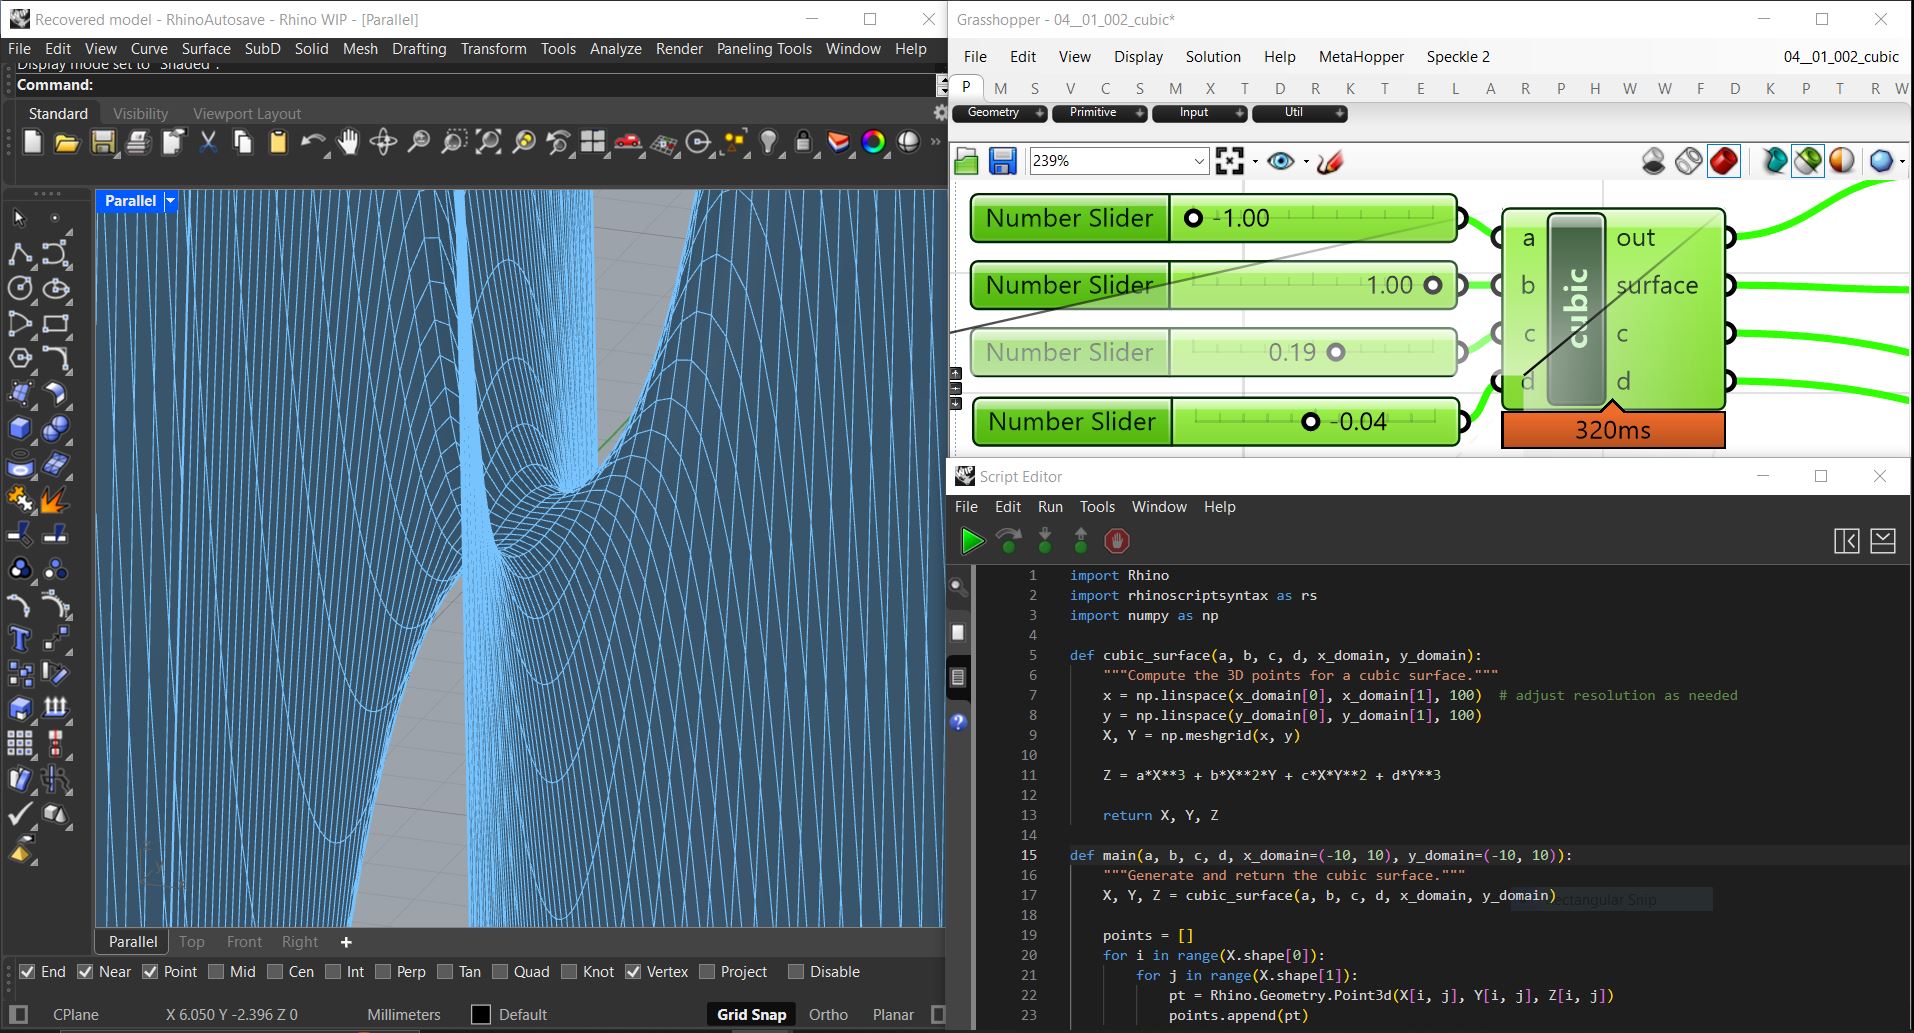 Recovered model - RhinoAutosave - Rhino WIP - [Parallel]
File Edit View Curve Surface SubD Solid Mesh Drafting Transform Tools Analyze Render Paneling Tools Window Help
Display mode set to "Shaded".
Command:
Standard Visibility Viewport Layout
Parallel
Parallel Top Front Right +
End Near Point Mid Cen Int Perp Tan Quad Knot Vertex Project Disable
CPlane X 6.050 Y -2.396 Z 0 Millimeters Default Grid Snap Ortho Planar
Grasshopper - 04__01_002_cubic*
File Edit View Display Solution Help MetaHopper Speckle 2 04__01_002_cubic
P M S V C S M X T D R K T E L A R P H W W F D K P T R W
Geometry Primitive Input Util
239%
Number Slider -1.00
Number Slider 1.00
Number Slider 0.19
Number Slider -0.04
a out
b surface
c c
d d
cubic
320ms
Script Editor
File Edit Run Tools Window Help
1 import Rhino
2 import rhinoscriptsyntax as rs
3 import numpy as np
4
5 def cubic_surface(a, b, c, d, x_domain, y_domain):
6 """Compute the 3D points for a cubic surface."""
7 x = np.linspace(x_domain[0], x_domain[1], 100) # adjust resolution as needed
8 y = np.linspace(y_domain[0], y_domain[1], 100)
9 X, Y = np.meshgrid(x, y)
10
11 Z = a*X**3 + b*X**2*Y + c*X*Y**2 + d*Y**3
12
13 return X, Y, Z
14
15 def main(a, b, c, d, x_domain=(-10, 10), y_domain=(-10, 10)):
16 """Generate and return the cubic surface."""
17 X, Y, Z = cubic_surface(a, b, c, d, x_domain, y_domain)
18
19 points = []
20 for i in range(X.shape[0]):
21 for j in range(X.shape[1]):
22 pt = Rhino.Geometry.Point3d(X[i, j], Y[i, j], Z[i, j])
23 points.append(pt)